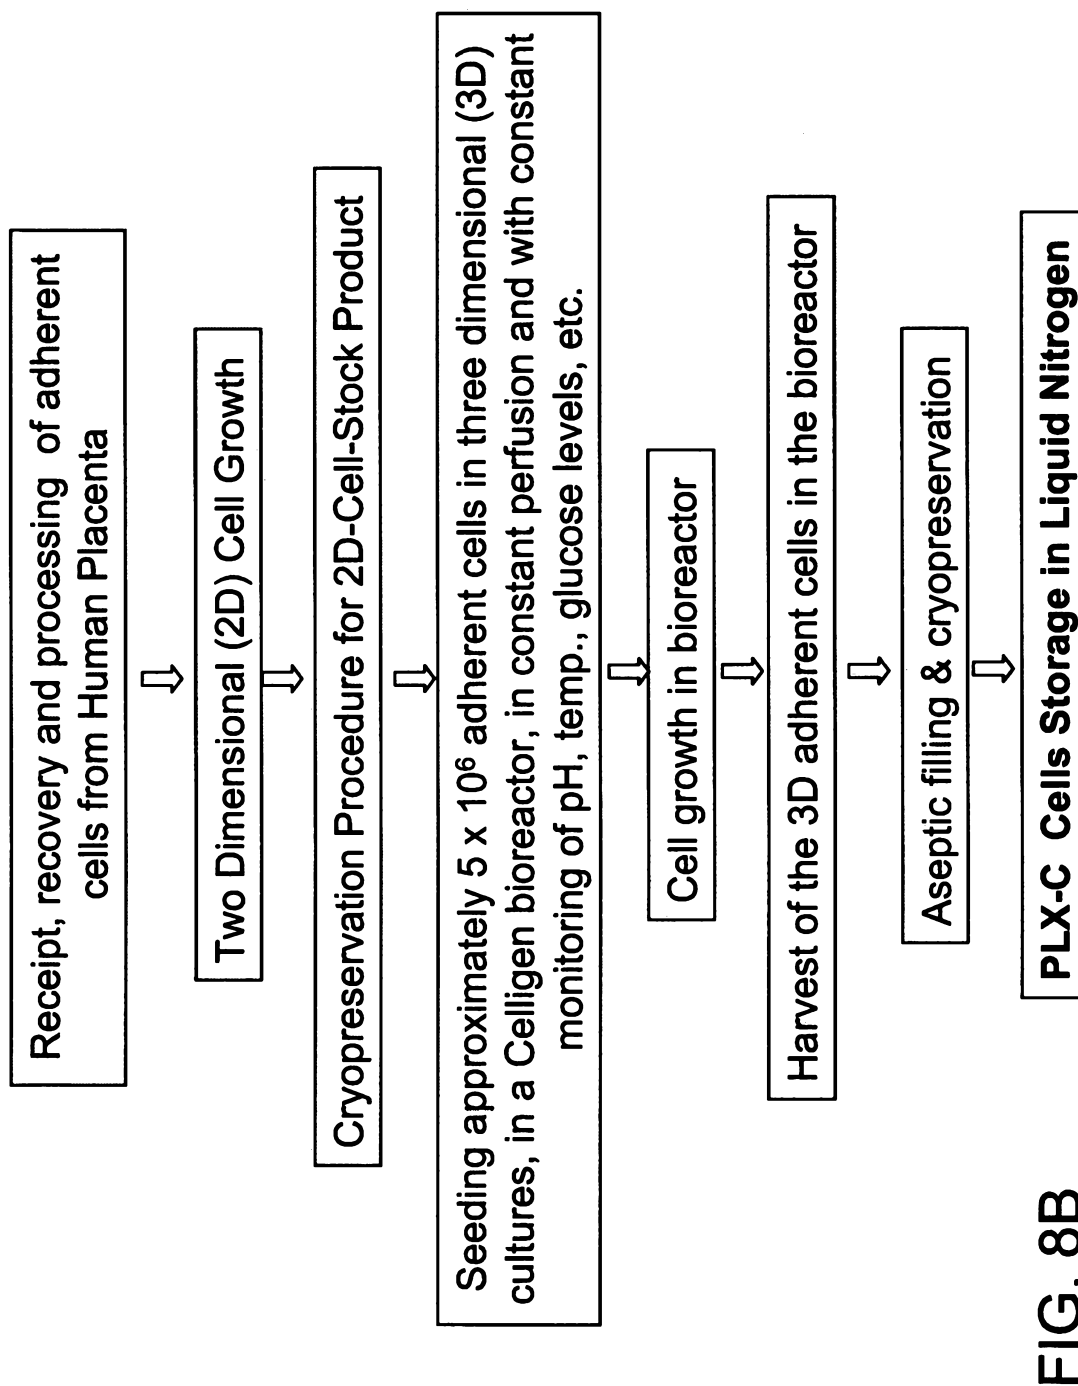 Receipt, recovery and processing of adherent
cells from Human Placenta
Two Dimensional (2D) Cell Growth
Cryopreservation Procedure for 2D-Cell-Stock Product
Seeding approximately 5 x 10⁶ adherent cells in three dimensional (3D)
cultures, in a Celligen bioreactor, in constant perfusion and with constant
monitoring of pH, temp., glucose levels, etc.
Cell growth in bioreactor
Harvest of the 3D adherent cells in the bioreactor
Aseptic filling & cryopreservation
PLX-C Cells Storage in Liquid Nitrogen
FIG. 8B